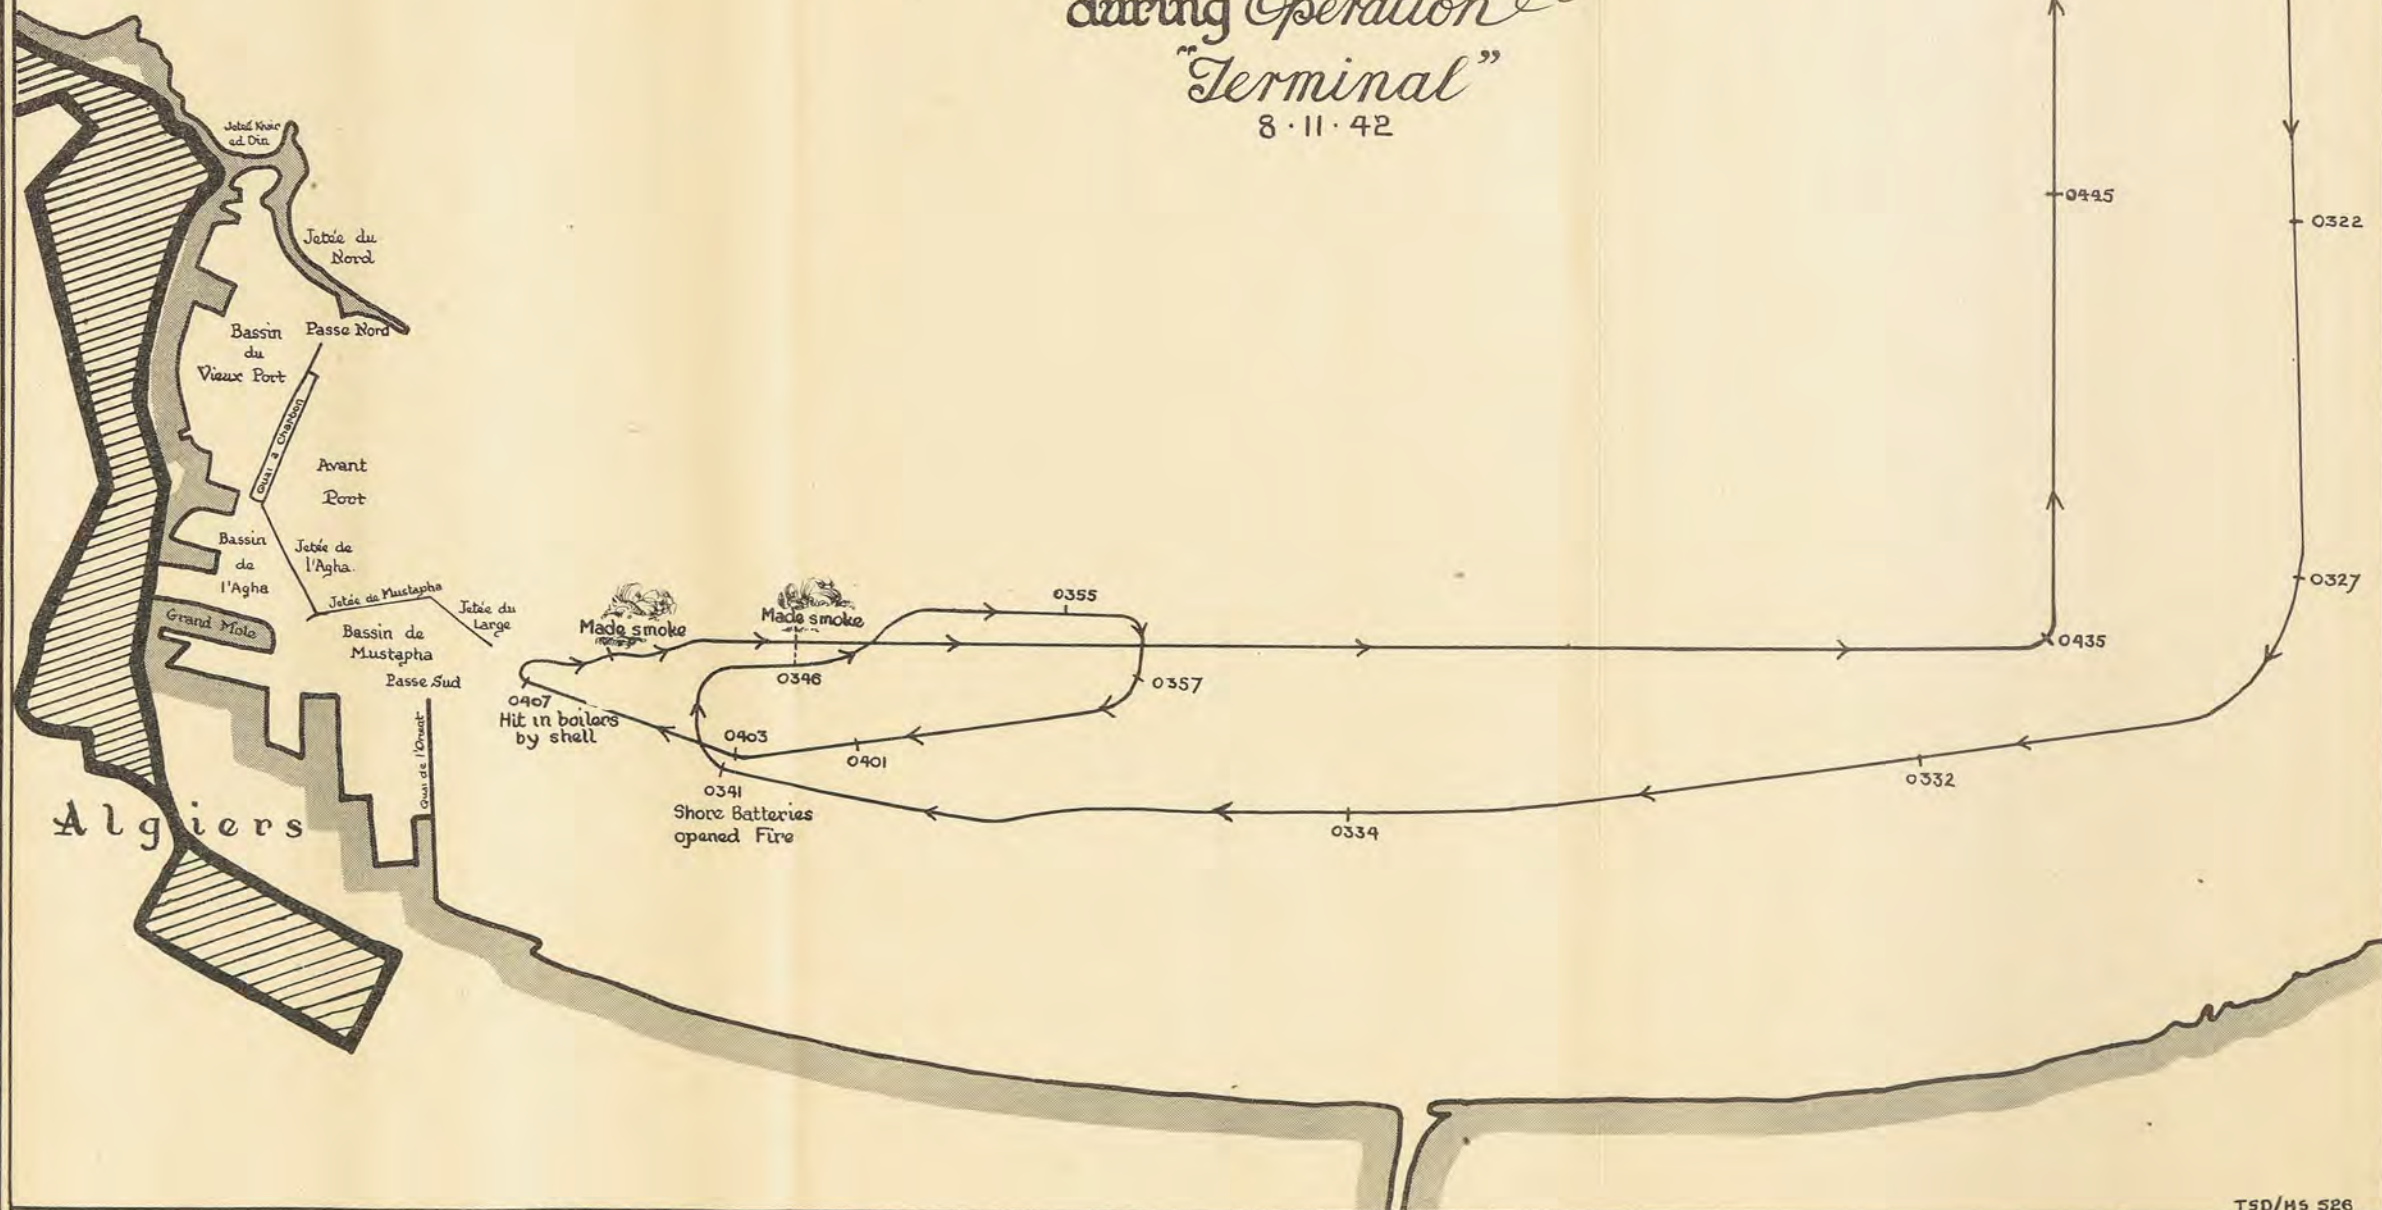 during Operation
"Terminal"
8·11·42
Jetée Kheir
ed Din
Jetée du
Nord
Bassin
du
Vieux Port
Passe Nord
Quai à Charbon
Avant
Port
Bassin
de
l'Agha
Jetée de
l'Agha.
Grand Mole
Jetée de Mustapha
Jetée du
Large
Bassin de
Mustapha
Passe Sud
Quai de l'Ouest
Algiers
0445
0322
0327
0435
0355
Made smoke
Made smoke
0346
0357
0407
Hit in boilers
by shell
0403
0401
0341
Shore Batteries
opened Fire
0332
0334
TSD/HS 526